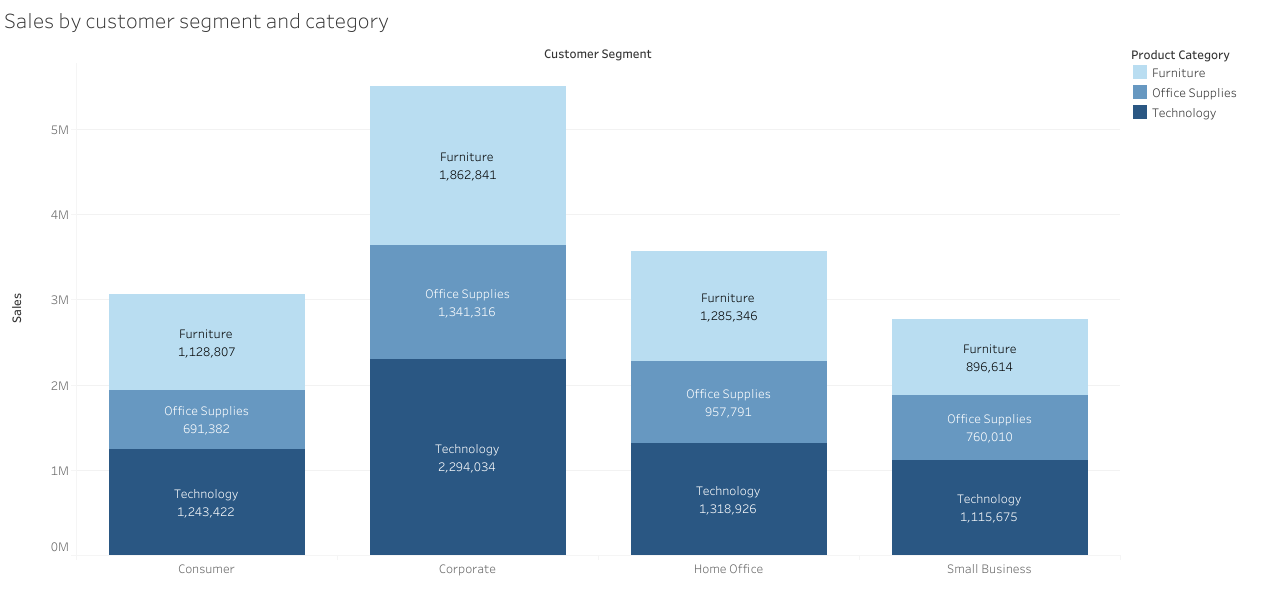 Sales by customer segment and category
Customer Segment
Product Category
Furniture
Office Supplies
Technology
Sales
5M
4M
3M
2M
1M
0M
Furniture
1,128,807
Office Supplies
691,382
Technology
1,243,422
Furniture
1,862,841
Office Supplies
1,341,316
Technology
2,294,034
Furniture
1,285,346
Office Supplies
957,791
Technology
1,318,926
Furniture
896,614
Office Supplies
760,010
Technology
1,115,675
Consumer
Corporate
Home Office
Small Business